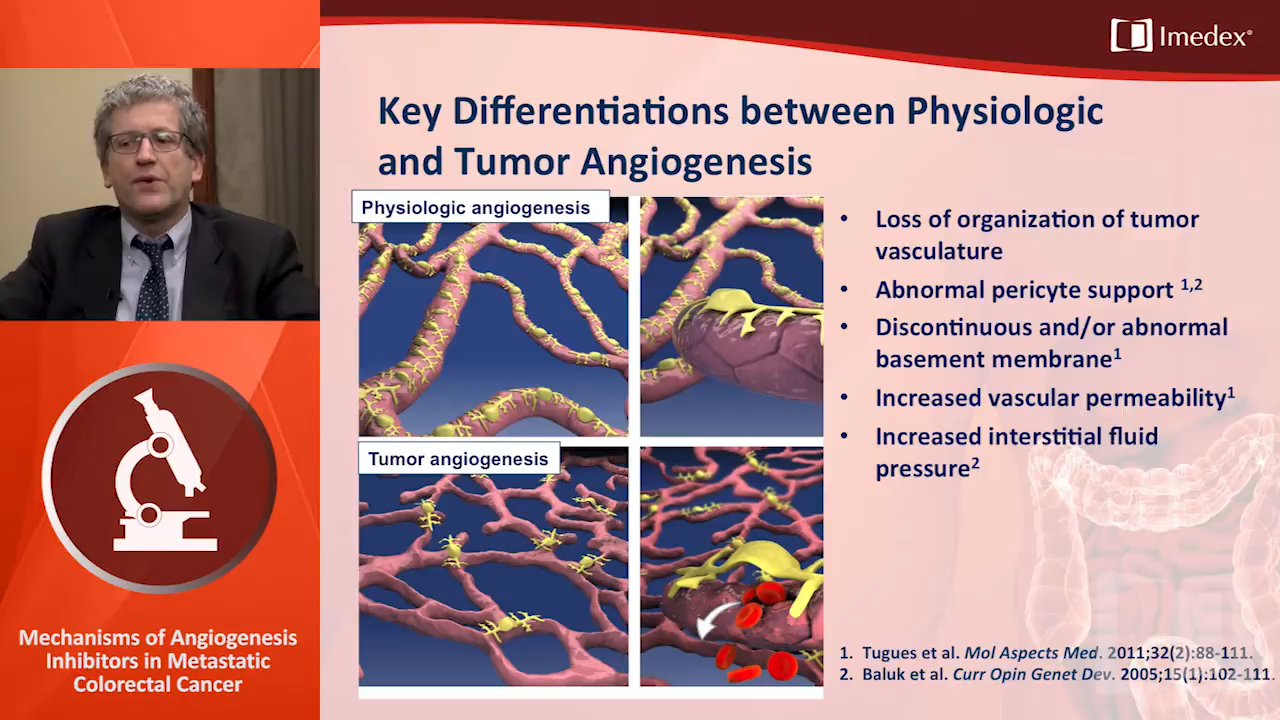 Imedex®
Key Differentiations between Physiologic
and Tumor Angiogenesis
Physiologic angiogenesis
Tumor angiogenesis
• Loss of organization of tumor
vasculature
• Abnormal pericyte support 1,2
• Discontinuous and/or abnormal
basement membrane1
• Increased vascular permeability1
• Increased interstitial fluid
pressure2
Mechanisms of Angiogenesis
Inhibitors in Metastatic
Colorectal Cancer
1. Tugues et al. Mol Aspects Med. 2011;32(2):88-111.
2. Baluk et al. Curr Opin Genet Dev. 2005;15(1):102-111.